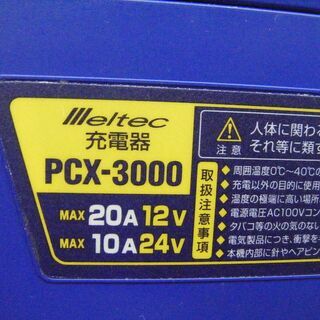 Meltec
充電器
PCX-3000
MAX 20A 12V
MAX 10A 24V
注意
人体に関わる
それ等に類す
取扱注意事項
●周囲温度0℃~40℃の
●充電以外の目的に使用
●温度の極端に高い場所
●電源電圧AC100Vコン
●タバコ等の火の気のない
●電気製品につき、衝撃を
●本機内部に針やヘアピン